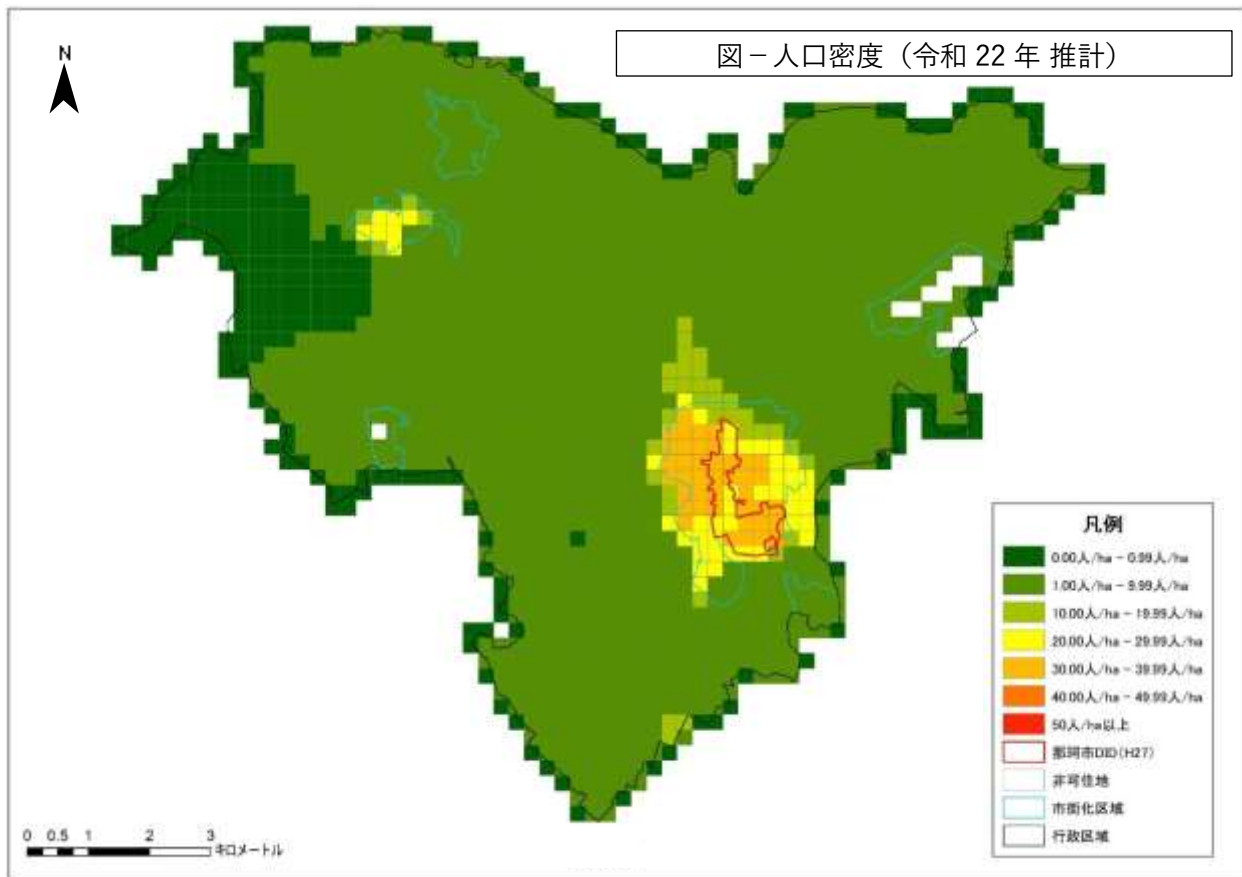 N
図－人口密度（令和 22 年 推計）
凡例
0.00人/ha - 0.99人/ha
1.00人/ha - 9.99人/ha
10.00人/ha - 19.99人/ha
20.00人/ha - 29.99人/ha
30.00人/ha - 39.99人/ha
40.00人/ha - 49.99人/ha
50人/ha以上
那珂市DID(H27)
非可住地
市街化区域
行政区域
0 0.5 1 2 3
キロメートル